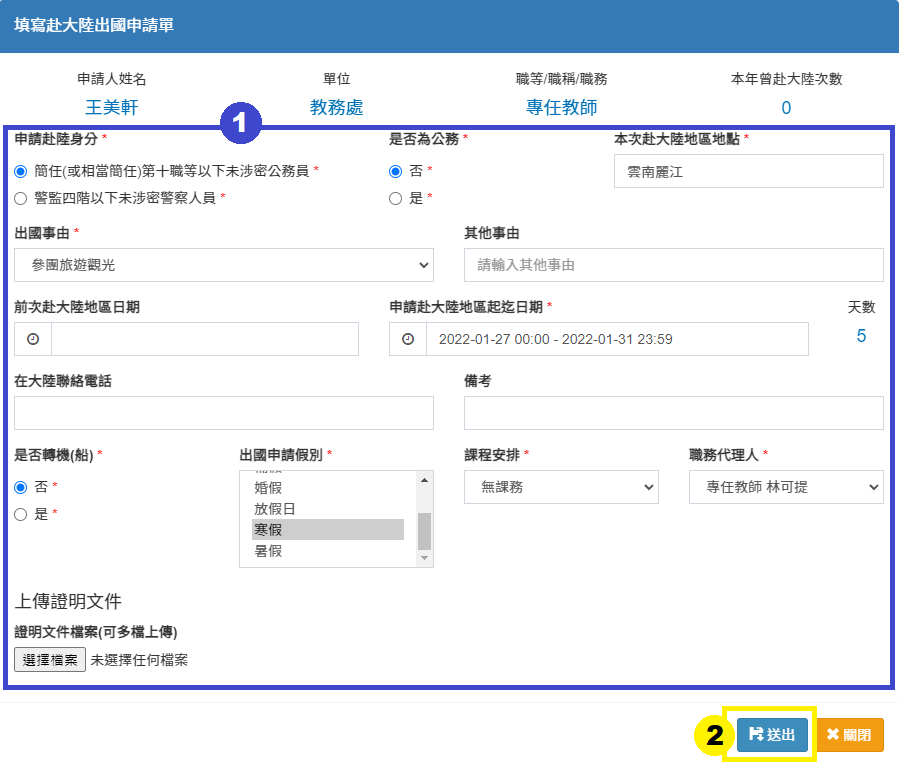 填寫赴大陸出國申請單
申請人姓名 單位 職等/職稱/職務 本年曾赴大陸次數
王美軒 教務處 專任教師 0
1
申請赴陸身分 * 是否為公務 * 本次赴大陸地區地點 *
簡任(或相當簡任)第十職等以下未涉密公務員 * 否 * 雲南麗江
警監四階以下未涉密警察人員 * 是 *
出國事由 * 其他事由
參團旅遊觀光 請輸入其他事由
前次赴大陸地區日期 申請赴大陸地區起迄日期 * 天數
2022-01-27 00:00 - 2022-01-31 23:59 5
在大陸聯絡電話 備考
是否轉機(船) * 出國申請假別 * 課程安排 * 職務代理人 *
否 * 婚假 無課務 專任教師 林可提
放假日
是 * 寒假
暑假
上傳證明文件
證明文件檔案(可多檔上傳)
選擇檔案 未選擇任何檔案
2 送出 關閉